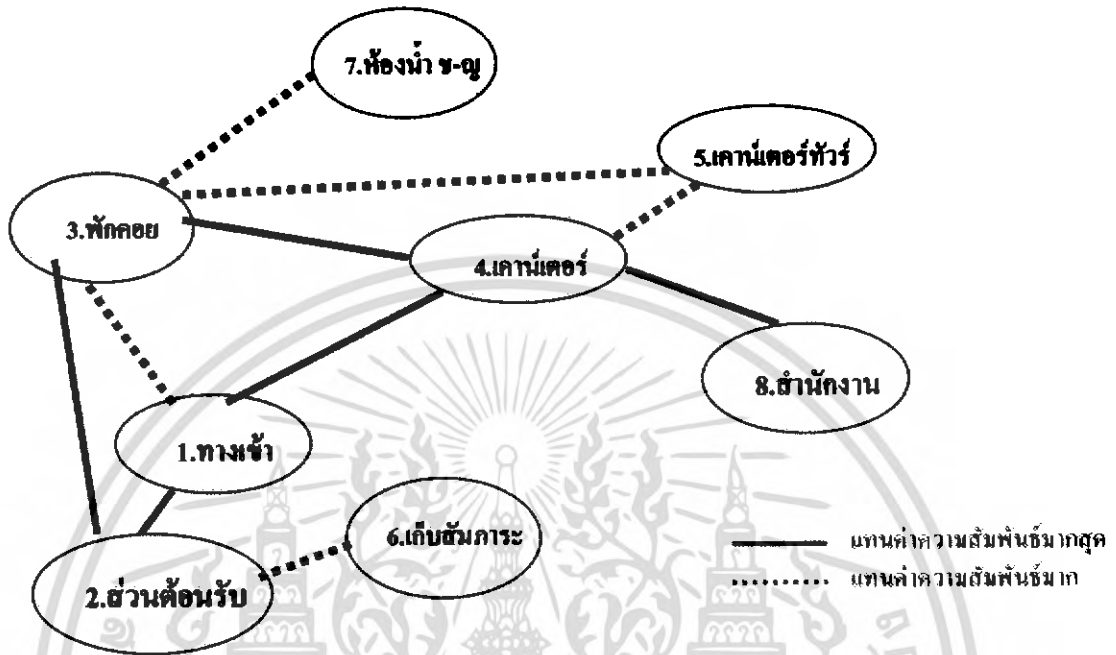 7.ห้องน้ำ ช-ญ
5.เคาน์เตอร์ทัวร์
3.พักคอย
4.เคาน์เตอร์
8.สำนักงาน
1.ทางเข้า
6.เก็บสัมภาระ
2.ส่วนต้อนรับ
แทนค่าความสัมพันธ์มากสุด
แทนค่าความสัมพันธ์มาก